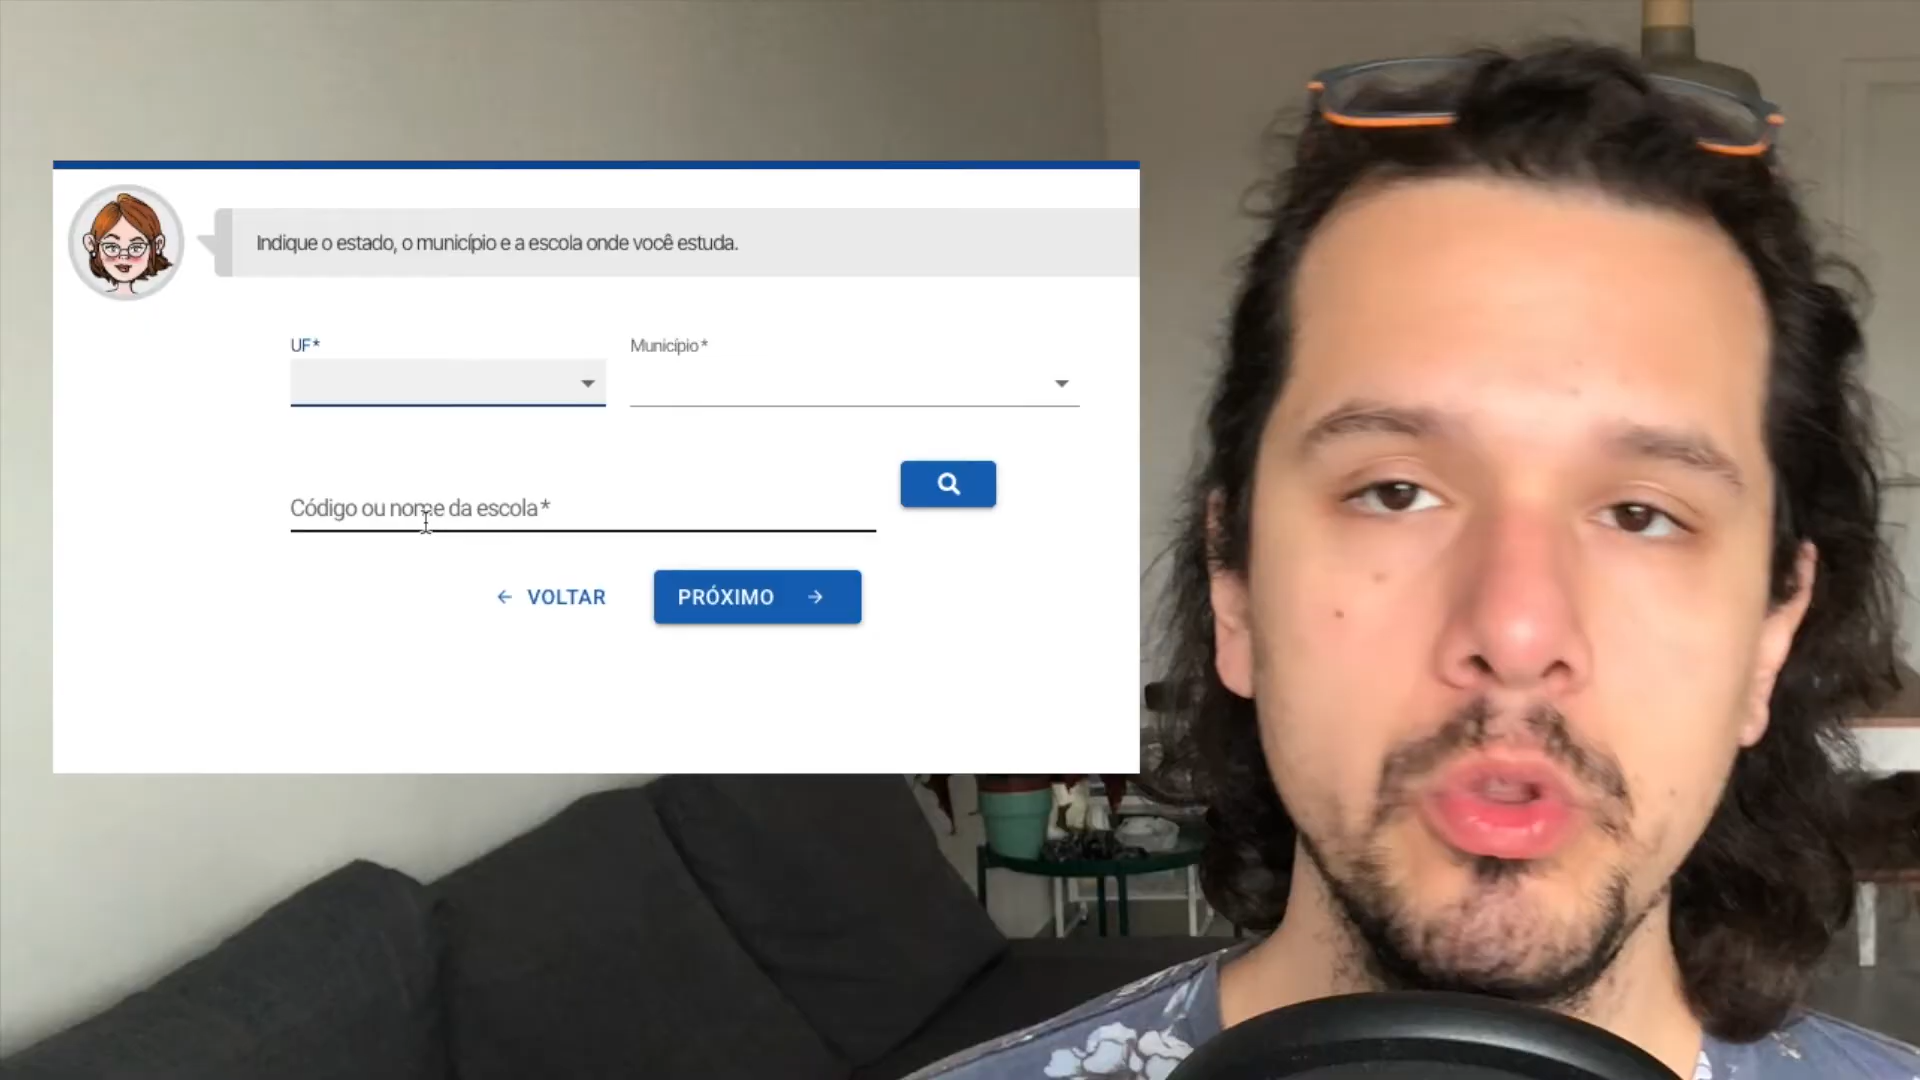 Indique o estado, o município e a escola onde você estuda.
UF*
Município*
Código ou nome da escola*
VOLTAR
PRÓXIMO